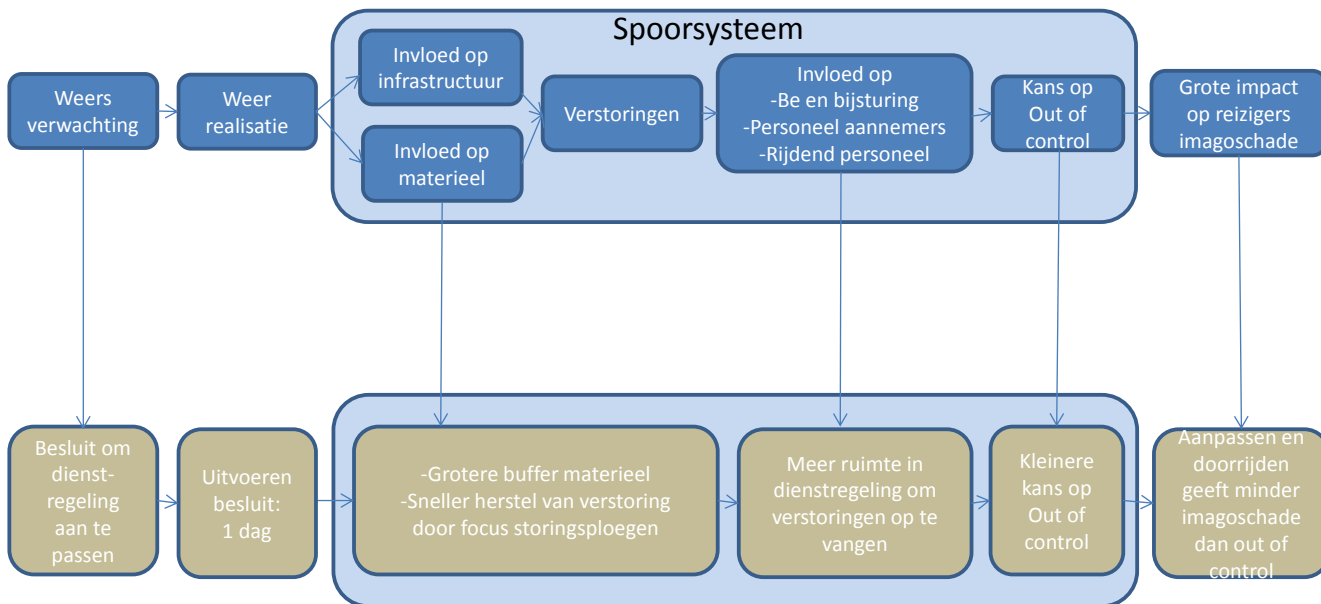 Spoorsysteem
Weers
verwachting
Weer
realisatie
Invloed op
infrastructuur
Invloed op
materieel
Verstoringen
Invloed op
-Be en bijsturing
-Personeel aannemers
-Rijdend personeel
Kans op
Out of
control
Grote impact
op reizigers
imagoschade
Besluit om
dienst-
regeling
aan te
passen
Uitvoeren
besluit:
1 dag
-Grotere buffer materieel
-Sneller herstel van verstoring
door focus storingsploegen
Meer ruimte in
dienstregeling om
verstoringen op te
vangen
Kleinere
kans op
Out of
control
Aanpassen en
doorrijden
geeft minder
imagoschade
dan out of
control